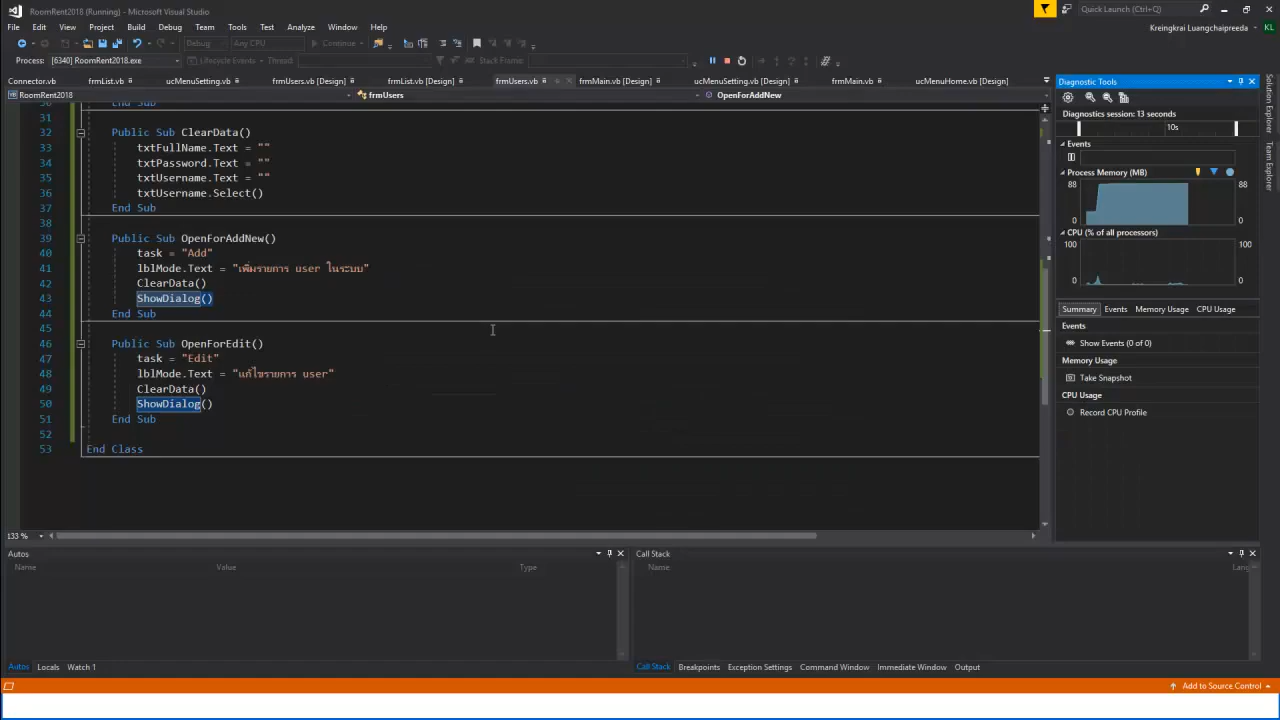 RoomRent2018 (Running) - Microsoft Visual Studio
Quick Launch (Ctrl+Q)
File Edit View Project Build Debug Team Tools Test Analyze Window Help
Kreingkrai Luangchaipreeda KL
Debug Any CPU Continue
Process: [6340] RoomRent2018.exe Lifecycle Events Thread: Stack Frame:
Connector.vb frmList.vb ucMenuSetting.vb frmUsers.vb [Design] frmList.vb [Design] frmUsers.vb frmMain.vb [Design] ucMenuSetting.vb [Design] frmMain.vb ucMenuHome.vb [Design]
RoomRent2018 frmUsers OpenForAddNew
30 End Sub
31
32 Public Sub ClearData()
33 txtFullName.Text = ""
34 txtPassword.Text = ""
35 txtUsername.Text = ""
36 txtUsername.Select()
37 End Sub
38
39 Public Sub OpenForAddNew()
40 task = "Add"
41 lblMode.Text = "เพิ่มรายการ user ในระบบ"
42 ClearData()
43 ShowDialog()
44 End Sub
45
46 Public Sub OpenForEdit()
47 task = "Edit"
48 lblMode.Text = "แก้ไขรายการ user"
49 ClearData()
50 ShowDialog()
51 End Sub
52
53 End Class
133 %
Diagnostic Tools
Diagnostics session: 13 seconds
10s
Events
Process Memory (MB)
88 88
0 0
CPU (% of all processors)
100 100
0 0
Summary Events Memory Usage CPU Usage
Events
Show Events (0 of 0)
Memory Usage
Take Snapshot
CPU Usage
Record CPU Profile
Solution Explorer
Team Explorer
Autos
Name Value Type
Autos Locals Watch 1
Call Stack
Name Lang
Call Stack Breakpoints Exception Settings Command Window Immediate Window Output
Add to Source Control